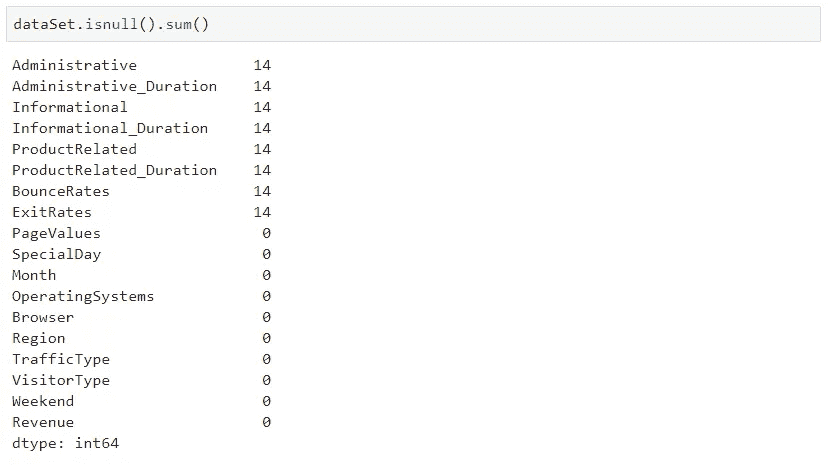 dataSet.isnull().sum()
Administrative 14
Administrative_Duration 14
Informational 14
Informational_Duration 14
ProductRelated 14
ProductRelated_Duration 14
BounceRates 14
ExitRates 14
PageValues 0
SpecialDay 0
Month 0
OperatingSystems 0
Browser 0
Region 0
TrafficType 0
VisitorType 0
Weekend 0
Revenue 0
dtype: int64